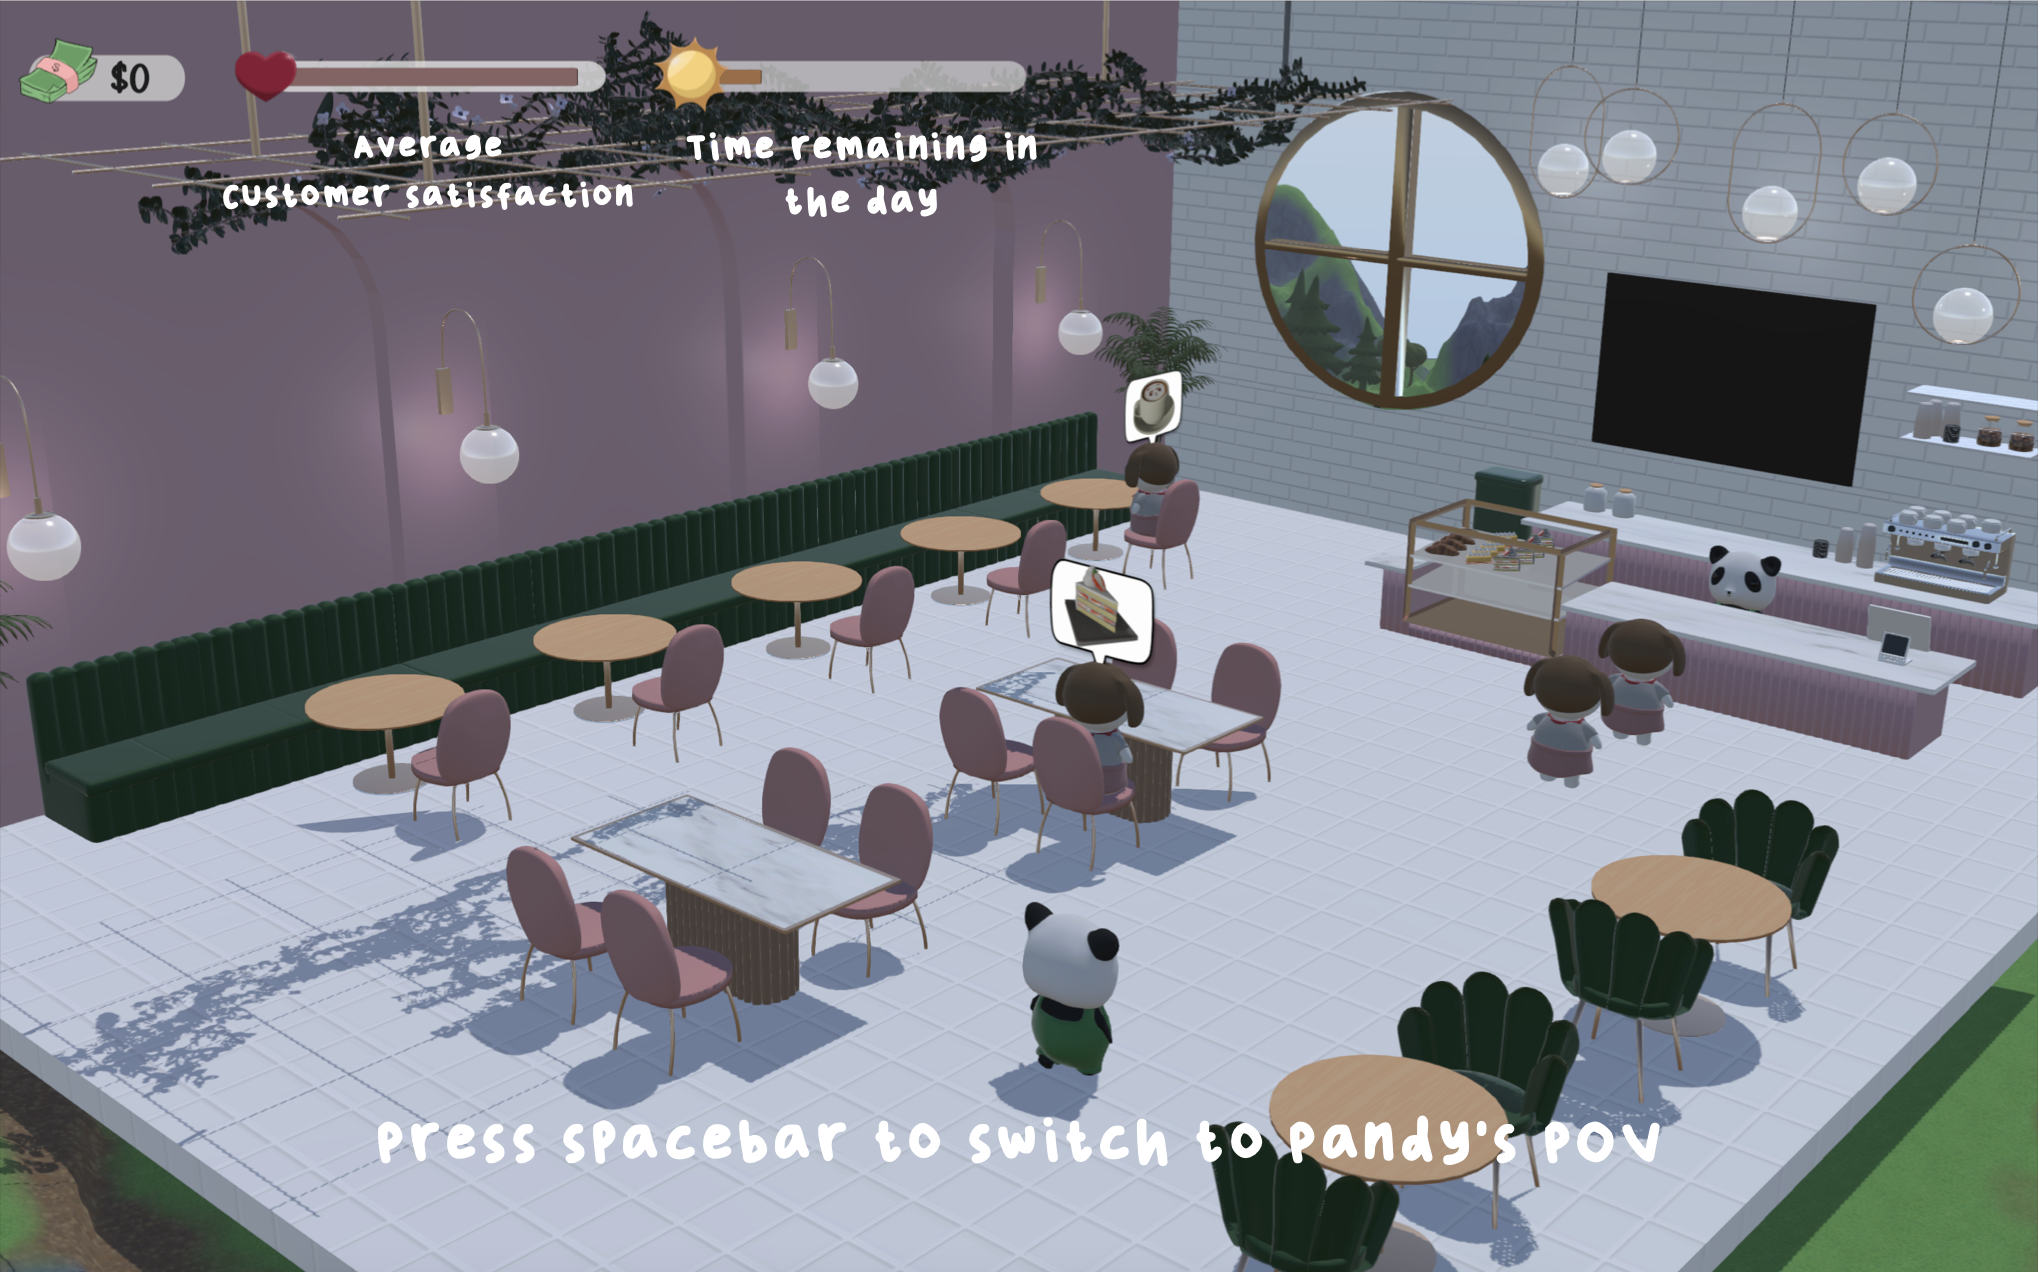 $0
Average
customer satisfaction
Time remaining in
the day
press spacebar to switch to pandy's POV